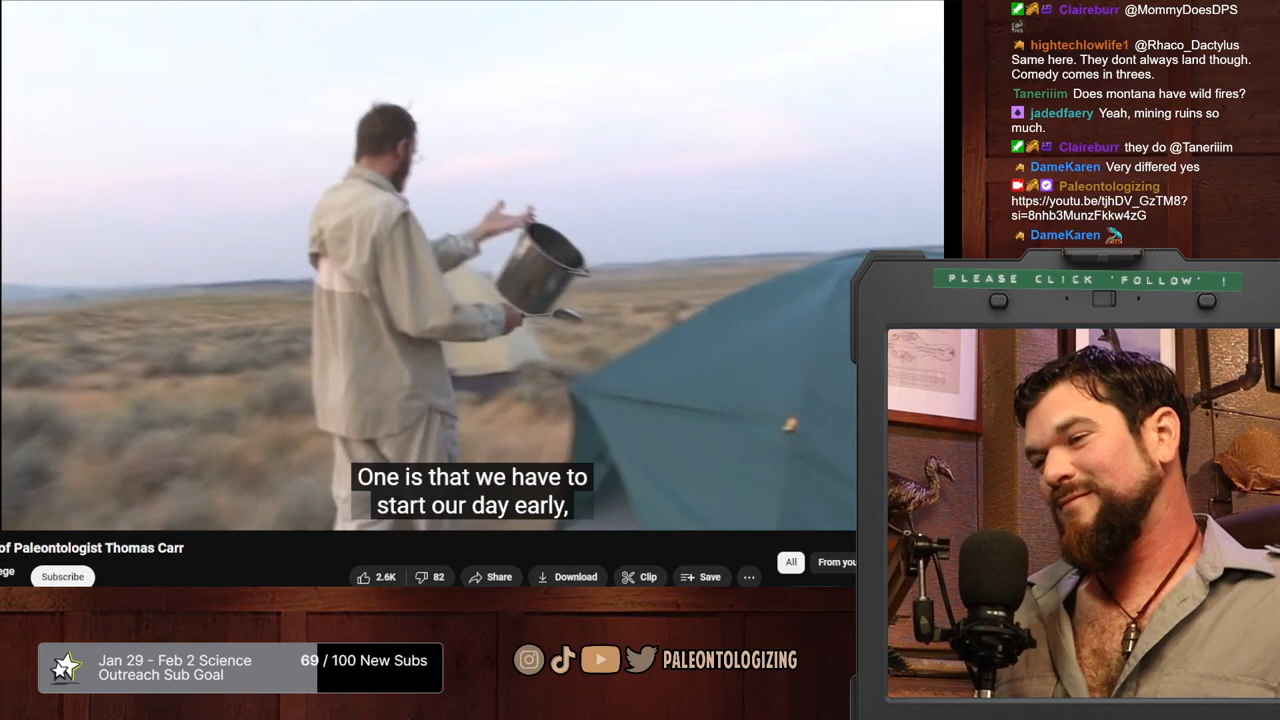 Claireburr @MommyDoesDPS
hightechlowlife1 @Rhaco_Dactylus
Same here. They dont always land though.
Comedy comes in threes.
Taneriiim Does montana have wild fires?
jadedfaery Yeah, mining ruins so
much.
Claireburr they do @Taneriiim
DameKaren Very differed yes
Paleontologizing
https://youtu.be/tjhDV_GzTM8?
si=8nhb3MunzFkkw4zG
DameKaren
PLEASE CLICK "FOLLOW" !
One is that we have to
start our day early,
of Paleontologist Thomas Carr
ege
Subscribe
2.6K
82
Share
Download
Clip
Save
All
From you
Jan 29 - Feb 2 Science
Outreach Sub Goal
69 / 100 New Subs
PALEONTOLOGIZING